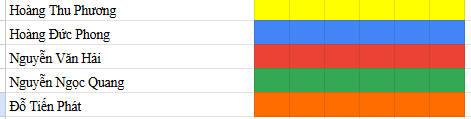 Hoàng Thu Phương
Hoàng Đức Phong
Nguyễn Văn Hải
Nguyễn Ngọc Quang
Đỗ Tiến Phát